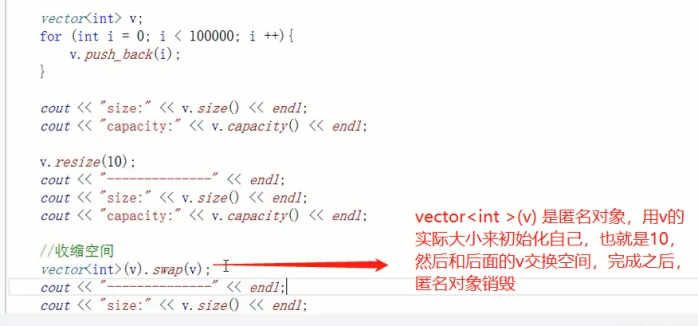 vector<int> v;
for (int i = 0; i < 100000; i ++){
v.push_back(i);
}
cout << "size:" << v.size() << endl;
cout << "capacity:" << v.capacity() << endl;
v.resize(10);
cout << "--------------" << endl;
cout << "size:" << v.size() << endl;
cout << "capacity:" << v.capacity() << endl;
//收缩空间
vector<int>(v).swap(v);
cout << "--------------" << endl;
cout << "size:" << v.size() << endl;
vector<int >(v) 是匿名对象，用v的
实际大小来初始化自己，也就是10，
然后和后面的v交换空间，完成之后，
匿名对象销毁